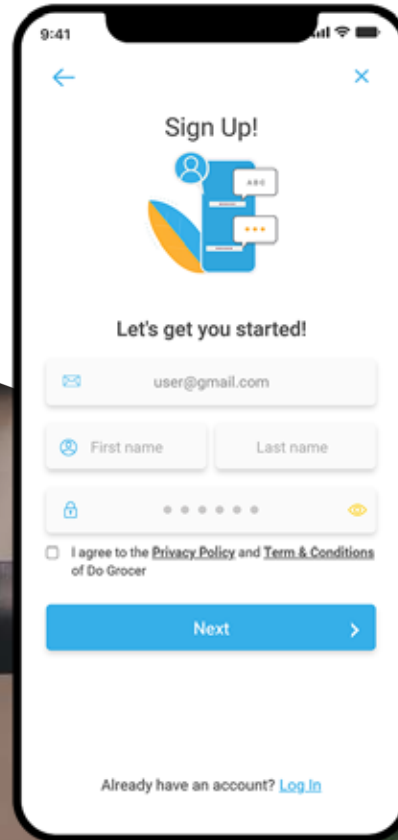 9:41
Sign Up!
ABC
Let's get you started!
user@gmail.com
First name Last name
I agree to the Privacy Policy and Term & Conditions
of Do Grocer
Next
Already have an account? Log In